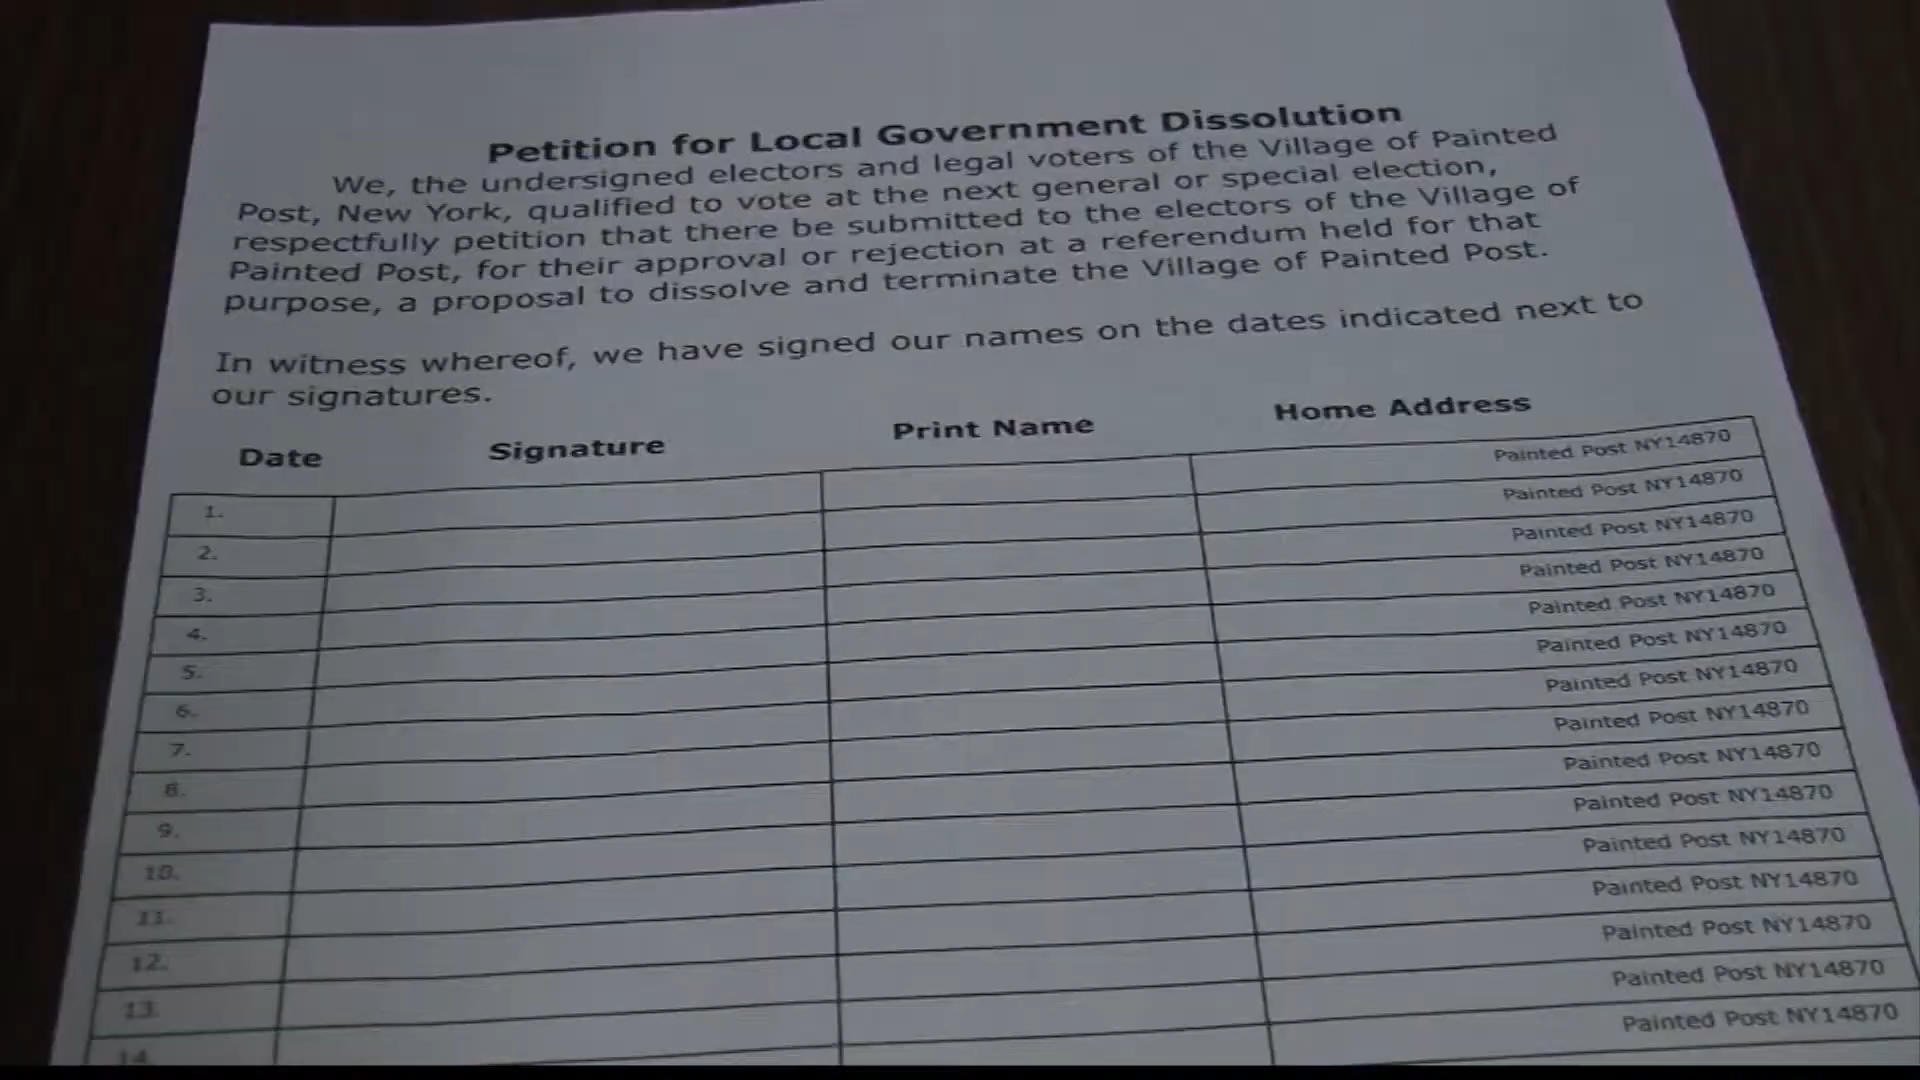 Petition for Local Government Dissolution
We, the undersigned electors and legal voters of the Village of Painted
Post, New York, qualified to vote at the next general or special election,
respectfully petition that there be submitted to the electors of the Village of
Painted Post, for their approval or rejection at a referendum held for that
purpose, a proposal to dissolve and terminate the Village of Painted Post.
In witness whereof, we have signed our names on the dates indicated next to
our signatures.
Date Signature Print Name Home Address
1. Painted Post NY14870
2. Painted Post NY14870
3. Painted Post NY14870
4. Painted Post NY14870
5. Painted Post NY14870
6. Painted Post NY14870
7. Painted Post NY14870
8. Painted Post NY14870
9. Painted Post NY14870
10. Painted Post NY14870
11. Painted Post NY14870
12. Painted Post NY14870
13. Painted Post NY14870
14. Painted Post NY14870
Painted Post NY14870